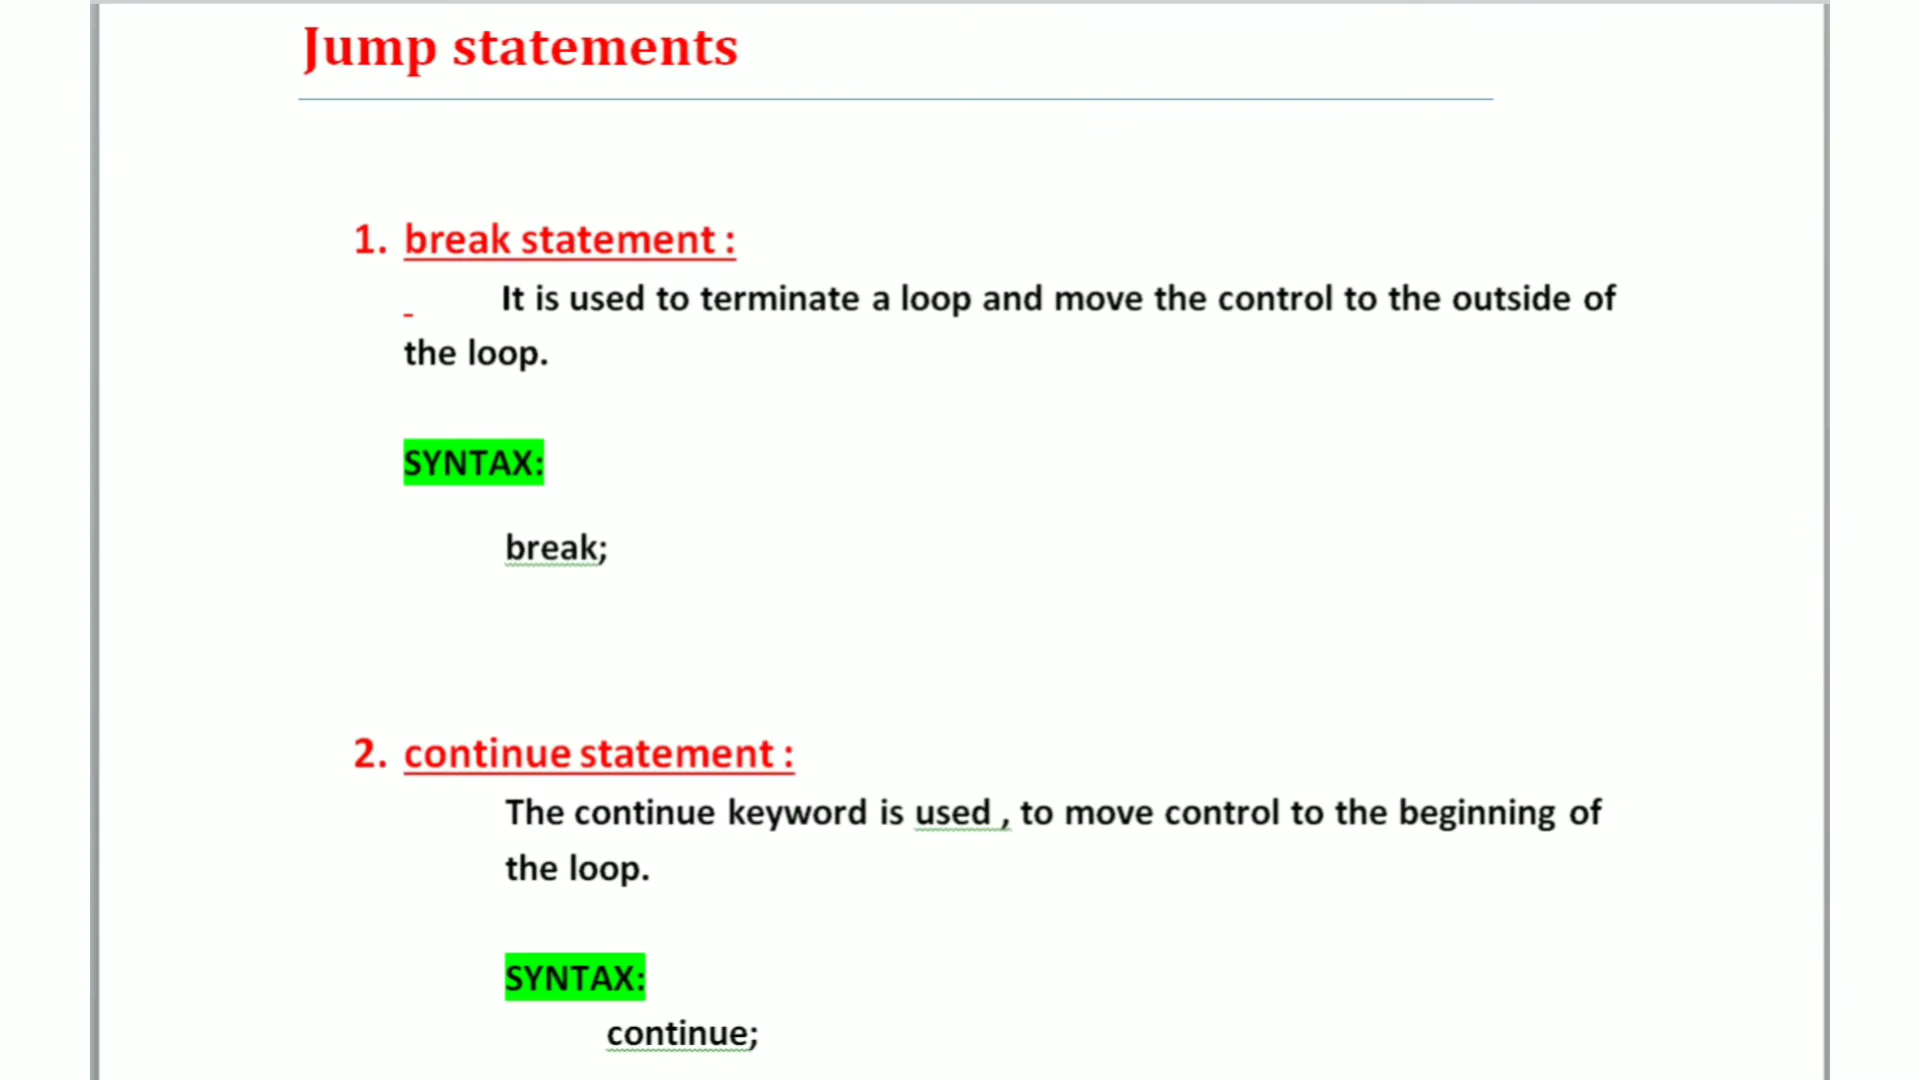 Jump statements
1. break statement :
It is used to terminate a loop and move the control to the outside of
the loop.
SYNTAX:
break;
2. continue statement :
The continue keyword is used , to move control to the beginning of
the loop.
SYNTAX:
continue;